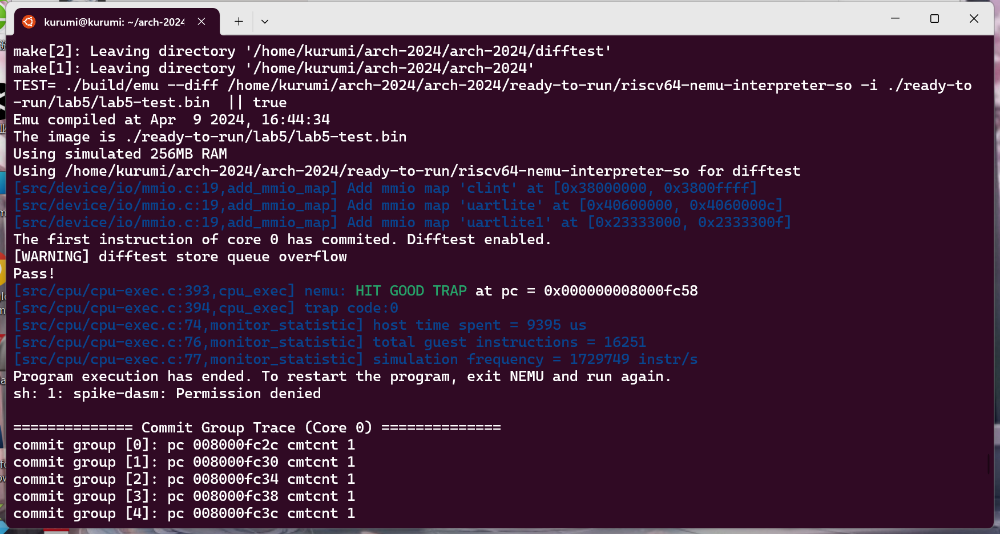 kurumi@kurumi: ~/arch-2024
make[2]: Leaving directory '/home/kurumi/arch-2024/arch-2024/difftest'
make[1]: Leaving directory '/home/kurumi/arch-2024/arch-2024'
TEST= ./build/emu --diff /home/kurumi/arch-2024/arch-2024/ready-to-run/riscv64-nemu-interpreter-so -i ./ready-to
-run/lab5/lab5-test.bin  || true
Emu compiled at Apr  9 2024, 16:44:34
The image is ./ready-to-run/lab5/lab5-test.bin
Using simulated 256MB RAM
Using /home/kurumi/arch-2024/arch-2024/ready-to-run/riscv64-nemu-interpreter-so for difftest
[src/device/io/mmio.c:19,add_mmio_map] Add mmio map 'clint' at [0x38000000, 0x3800ffff]
[src/device/io/mmio.c:19,add_mmio_map] Add mmio map 'uartlite' at [0x40600000, 0x4060000c]
[src/device/io/mmio.c:19,add_mmio_map] Add mmio map 'uartlite1' at [0x23333000, 0x2333300f]
The first instruction of core 0 has commited. Difftest enabled.
[WARNING] difftest store queue overflow
Pass!
[src/cpu/cpu-exec.c:393,cpu_exec] nemu: HIT GOOD TRAP at pc = 0x000000008000fc58
[src/cpu/cpu-exec.c:394,cpu_exec] trap code:0
[src/cpu/cpu-exec.c:74,monitor_statistic] host time spent = 9395 us
[src/cpu/cpu-exec.c:76,monitor_statistic] total guest instructions = 16251
[src/cpu/cpu-exec.c:77,monitor_statistic] simulation frequency = 1729749 instr/s
Program execution has ended. To restart the program, exit NEMU and run again.
sh: 1: spike-dasm: Permission denied
============== Commit Group Trace (Core 0) ==============
commit group [0]: pc 008000fc2c cmtcnt 1
commit group [1]: pc 008000fc30 cmtcnt 1
commit group [2]: pc 008000fc34 cmtcnt 1
commit group [3]: pc 008000fc38 cmtcnt 1
commit group [4]: pc 008000fc3c cmtcnt 1